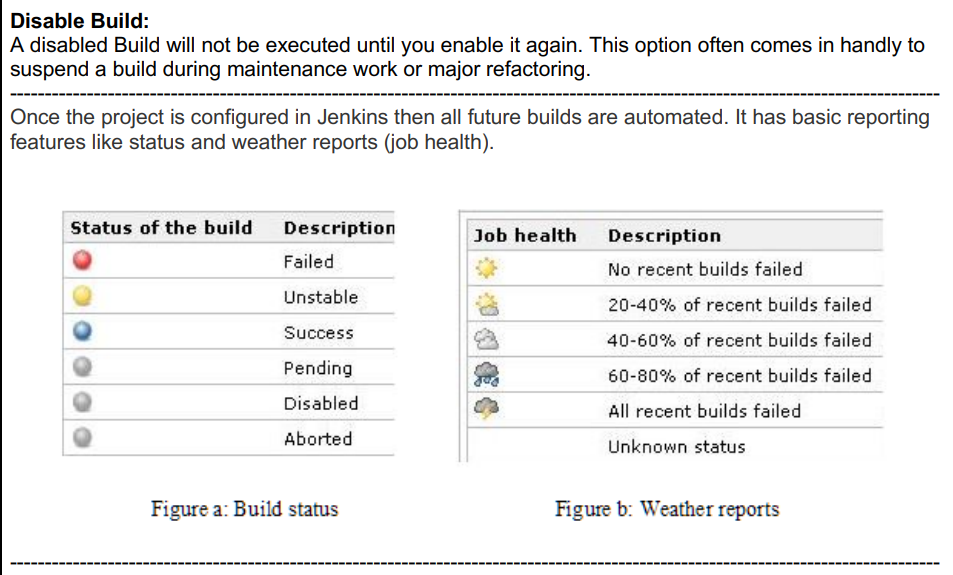 Disable Build:
A disabled Build will not be executed until you enable it again. This option often comes in handly to
suspend a build during maintenance work or major refactoring.
Once the project is configured in Jenkins then all future builds are automated. It has basic reporting
features like status and weather reports (job health).
Status of the build Description
Failed
Unstable
Success
Pending
Disabled
Aborted
Job health Description
No recent builds failed
20-40% of recent builds failed
40-60% of recent builds failed
60-80% of recent builds failed
All recent builds failed
Unknown status
Figure a: Build status
Figure b: Weather reports